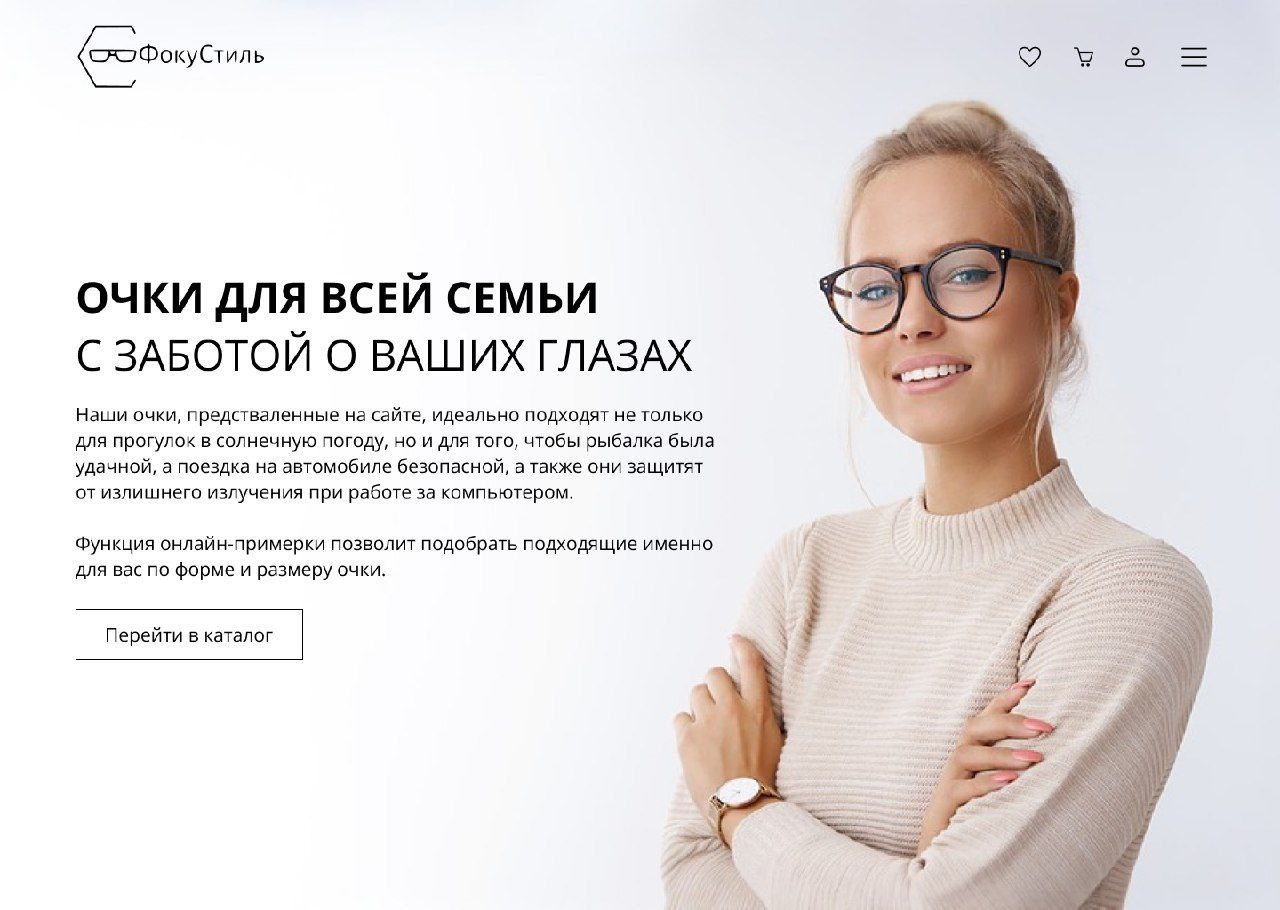 ФокуСтиль
ОЧКИ ДЛЯ ВСЕЙ СЕМЬИ
С ЗАБОТОЙ О ВАШИХ ГЛАЗАХ
Наши очки, предстваленные на сайте, идеально подходят не только
для прогулок в солнечную погоду, но и для того, чтобы рыбалка была
удачной, а поездка на автомобиле безопасной, а также они защитят
от излишнего излучения при работе за компьютером.
Функция онлайн-примерки позволит подобрать подходящие именно
для вас по форме и размеру очки.
Перейти в каталог